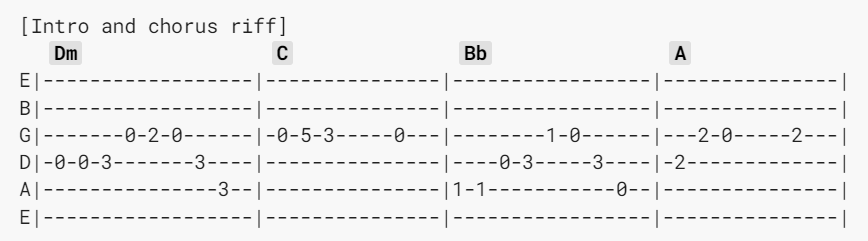 [Intro and chorus riff]
Dm C Bb A
E|------------------|---------------|-----------------|---------------|
B|------------------|---------------|-----------------|---------------|
G|-------0-2-0------|-0-5-3-----0---|--------1-0------|---2-0-----2---|
D|-0-0-3-------3----|---------------|----0-3-----3----|-2-------------|
A|---------------3--|---------------|1-1-----------0--|---------------|
E|------------------|---------------|-----------------|---------------|